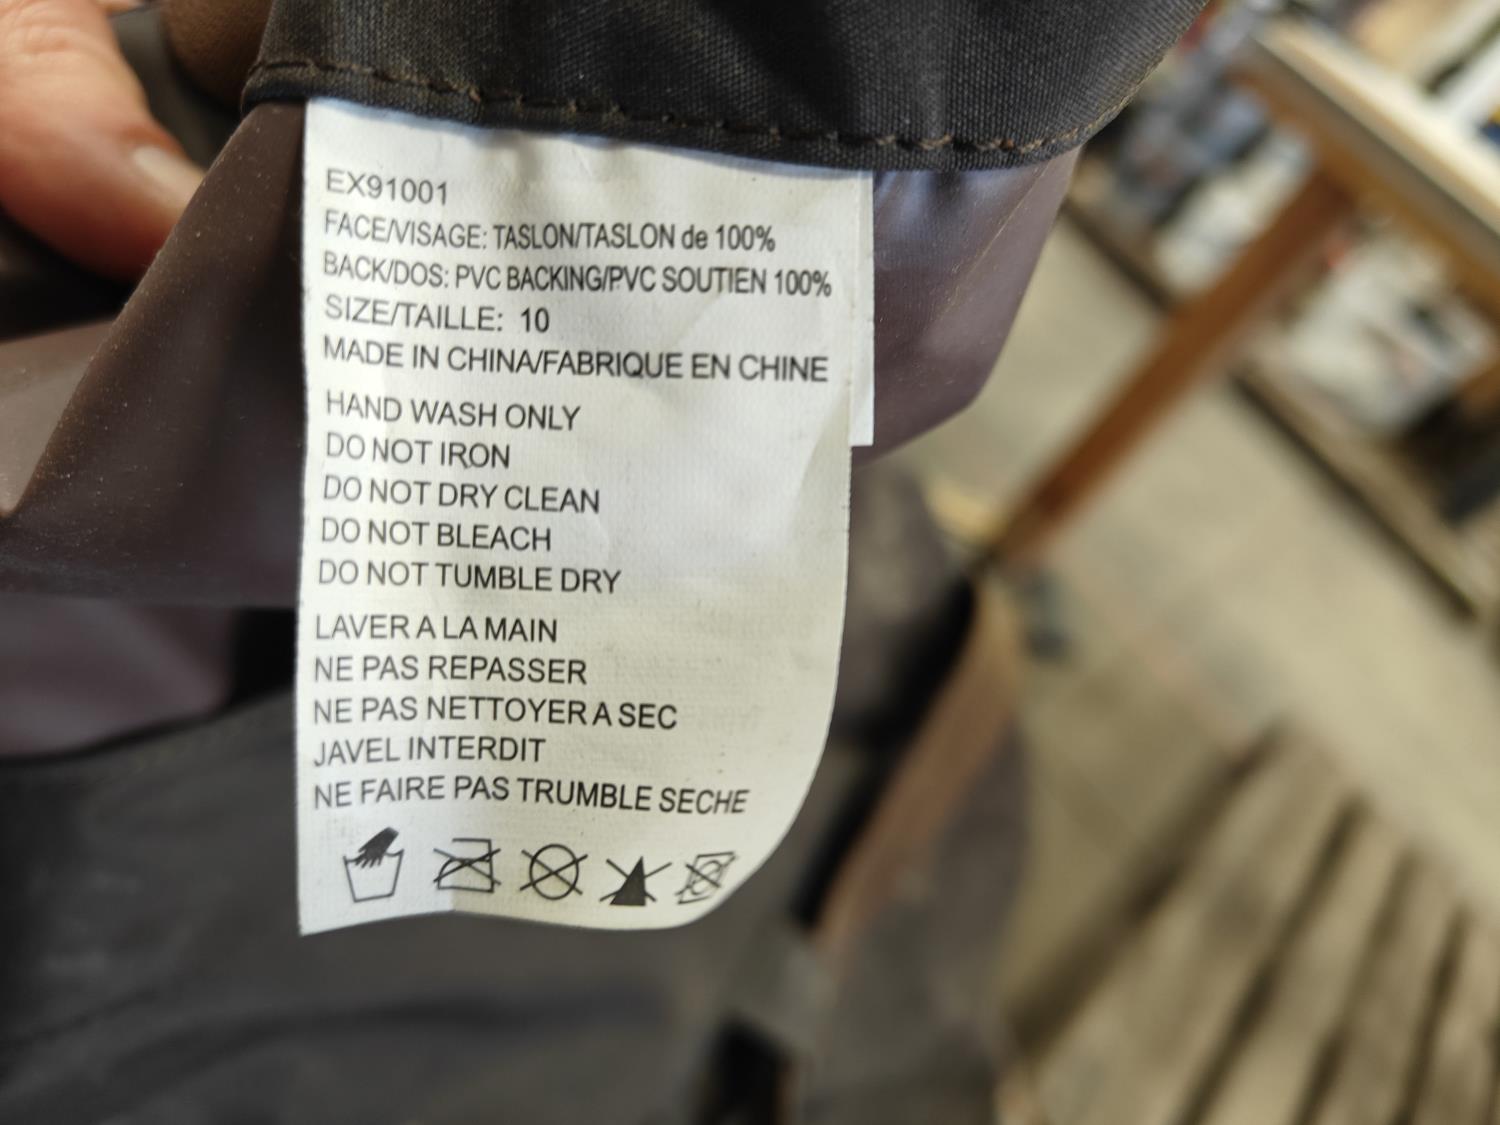 EX91001
FACE/VISAGE: TASLON/TASLON de 100%
BACK/DOS: PVC BACKING/PVC SOUTIEN 100%
SIZE/TAILLE: 10
MADE IN CHINA/FABRIQUE EN CHINE
HAND WASH ONLY
DO NOT IRON
DO NOT DRY CLEAN
DO NOT BLEACH
DO NOT TUMBLE DRY
LAVER A LA MAIN
NE PAS REPASSER
NE PAS NETTOYER A SEC
JAVEL INTERDIT
NE FAIRE PAS TRUMBLE SECHE